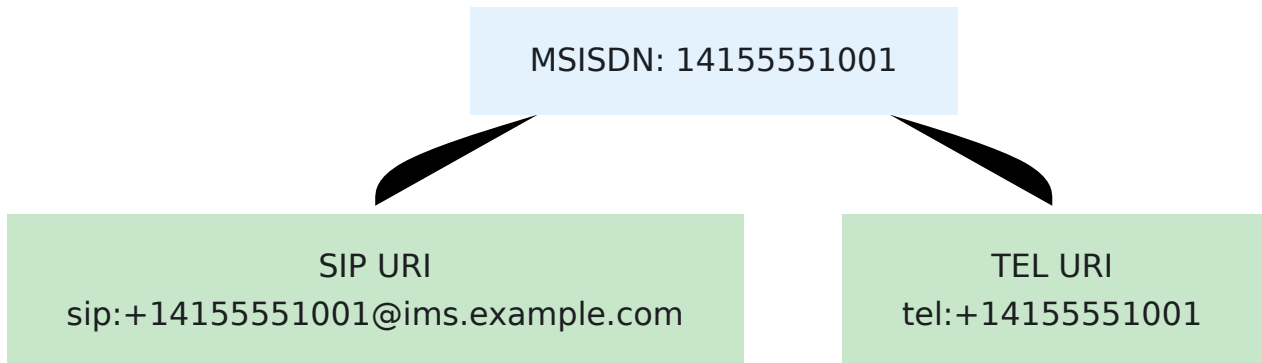 MSISDN: 14155551001
SIP URI
sip:+14155551001@ims.example.com
TEL URI
tel:+14155551001